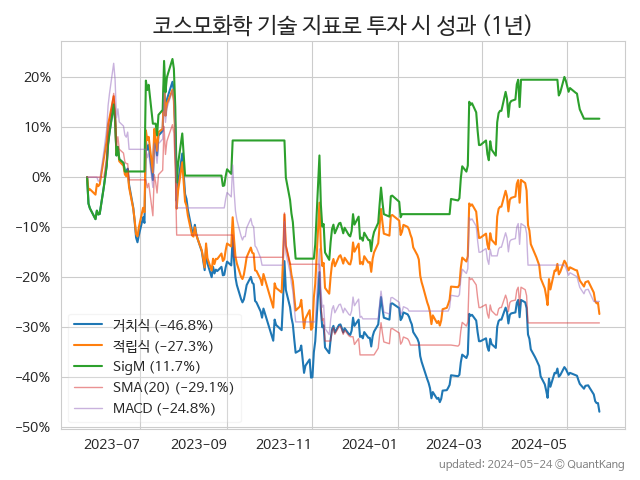 코스모화학 기술 지표로 투자 시 성과 (1년)
20%
10%
0%
−10%
−20%
−30%
−40%
−50%
거치식 (−46.8%)
적립식 (−27.3%)
SigM (11.7%)
SMA(20) (−29.1%)
MACD (−24.8%)
2023−07 2023−09 2023−11 2024−01 2024−03 2024−05
updated: 2024−05−24 © QuantKang